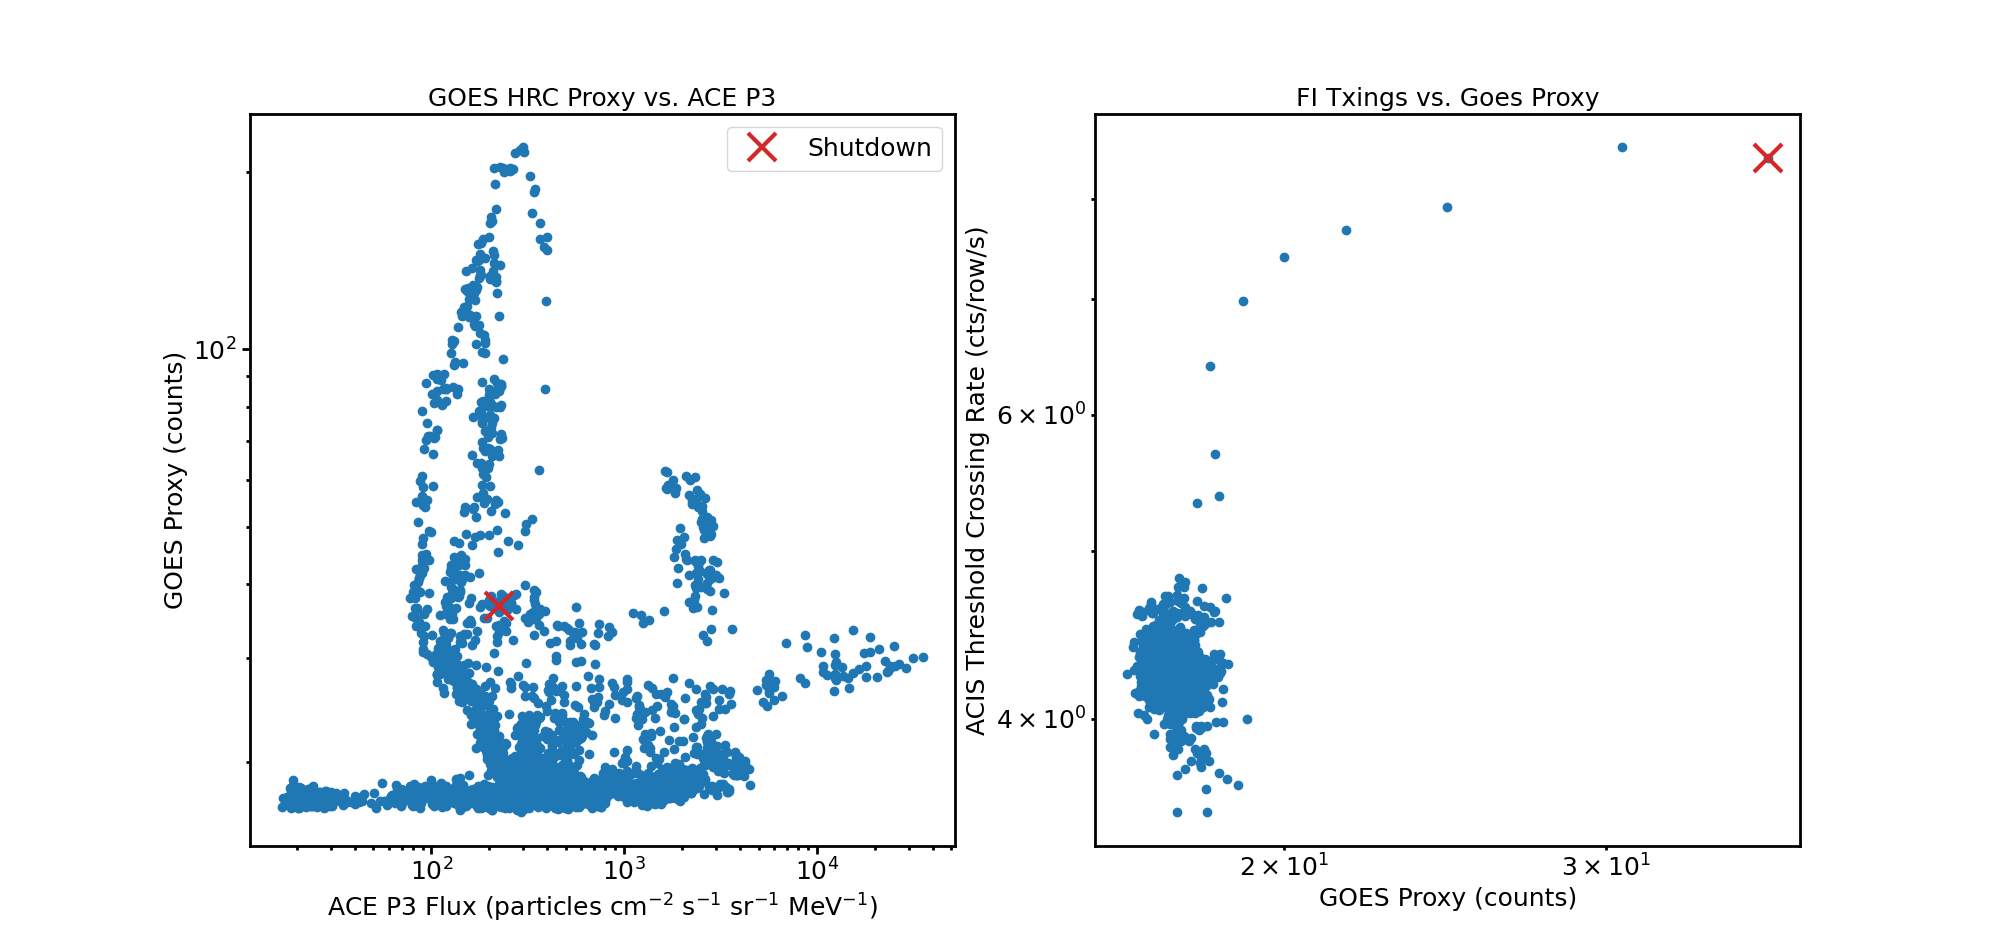 GOES HRC Proxy vs. ACE P3
Shutdown
10²
GOES Proxy (counts)
10² 10³ 10⁴
ACE P3 Flux (particles cm⁻² s⁻¹ sr⁻¹ MeV⁻¹)
FI Txings vs. Goes Proxy
6 × 10⁰
4 × 10⁰
ACIS Threshold Crossing Rate (cts/row/s)
2 × 10¹ 3 × 10¹
GOES Proxy (counts)